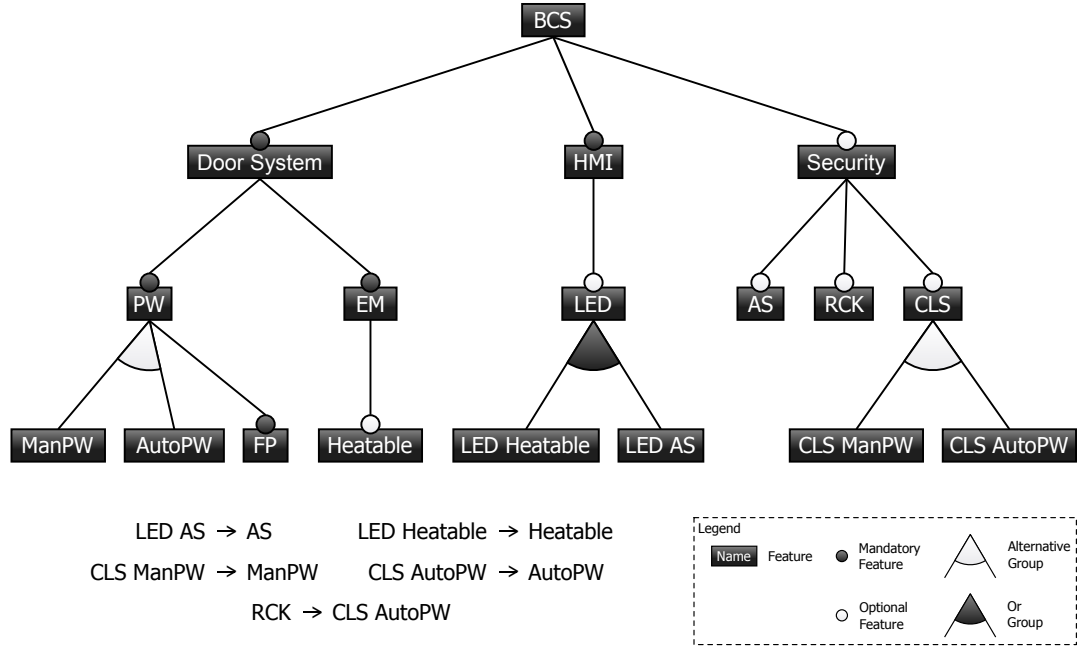 BCS
Door System HMI Security
PW EM LED AS RCK CLS
ManPW AutoPW FP Heatable LED Heatable LED AS CLS ManPW CLS AutoPW
LED AS → AS LED Heatable → Heatable
CLS ManPW → ManPW CLS AutoPW → AutoPW
RCK → CLS AutoPW
Legend
Name Feature Mandatory Feature Alternative Group
Optional Feature Or Group